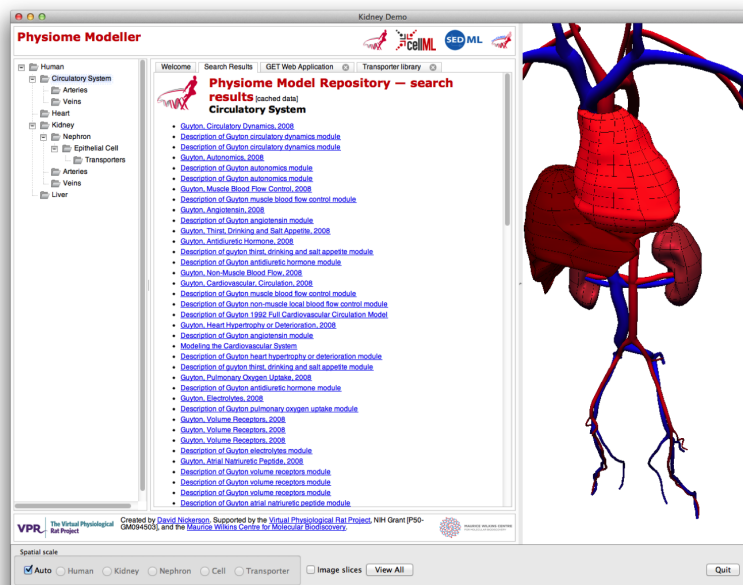 Kidney Demo
Physiome Modeller
CellML
SED ML
Human
Circulatory System
Arteries
Veins
Heart
Kidney
Nephron
Epithelial Cell
Transporters
Arteries
Veins
Liver
Welcome Search Results GET Web Application Transporter library
Physiome Model Repository — search
results [cached data]
Circulatory System
Guyton, Circulatory Dynamics, 2008
Description of Guyton circulatory dynamics module
Description of Guyton circulatory dynamics module
Guyton, Autonomics, 2008
Description of Guyton autonomics module
Description of Guyton autonomics module
Guyton, Muscle Blood Flow Control, 2008
Description of Guyton muscle blood flow control module
Guyton, Angiotensin, 2008
Description of Guyton angiotensin module
Guyton, Thirst, Drinking and Salt Appetite, 2008
Guyton, Antidiuretic Hormone, 2008
Description of guyton thirst, drinking and salt appetite module
Description of Guyton antidiuretic hormone module
Guyton, Non-Muscle Blood Flow, 2008
Guyton, Cardiovascular, Circulation, 2008
Description of Guyton muscle blood flow control module
Description of Guyton non-muscle local blood flow control module
Description of Guyton 1992 Full Cardiovascular Circulation Model
Guyton, Heart Hypertrophy or Deterioration, 2008
Description of Guyton angiotensin module
Modeling the Cardiovascular System
Description of Guyton heart hypertrophy or deterioration module
Description of guyton thirst, drinking and salt appetite module
Guyton, Pulmonary Oxygen Uptake, 2008
Description of Guyton antidiuretic hormone module
Guyton, Electrolytes, 2008
Description of Guyton pulmonary oxygen uptake module
Guyton, Volume Receptors, 2008
Guyton, Volume Receptors, 2008
Guyton, Volume Receptors, 2008
Description of Guyton electrolytes module
Guyton, Atrial Natriuretic Peptide, 2008
Description of Guyton volume receptors module
Description of Guyton volume receptors module
Description of Guyton volume receptors module
Description of Guyton atrial natriuretic peptide module
VPR The Virtual Physiological
Rat Project
Created by David Nickerson. Supported by the Virtual Physiological Rat Project, NIH Grant [P50-
GM094503], and the Maurice Wilkins Centre for Molecular Biodiscovery.
MAURICE WILKINS CENTRE
Spatial scale
Auto Human Kidney Nephron Cell Transporter Image slices View All Quit